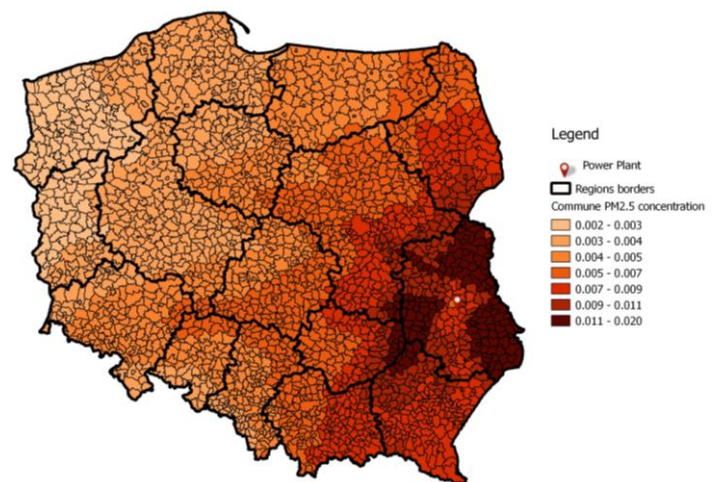 Legend
Power Plant
Regions borders
Commune PM2.5 concentration
0.002 - 0.003
0.003 - 0.004
0.004 - 0.005
0.005 - 0.007
0.007 - 0.009
0.009 - 0.011
0.011 - 0.020